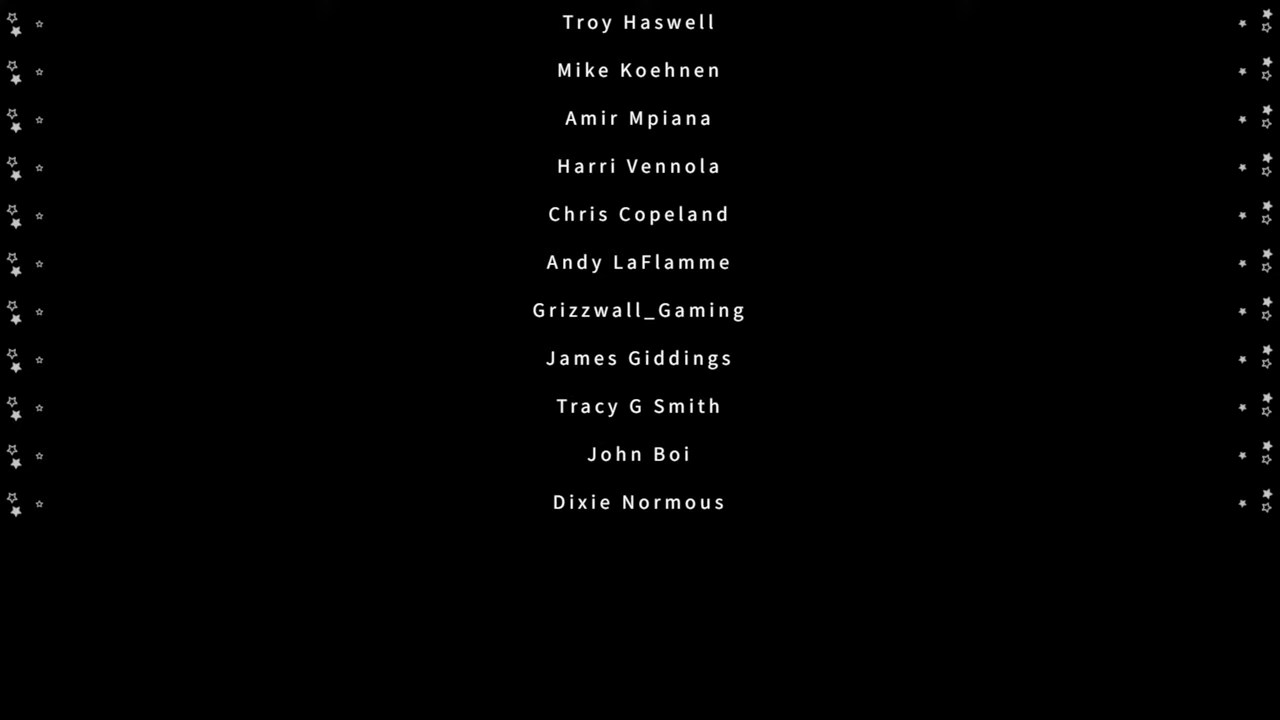 Troy Haswell
Mike Koehnen
Amir Mpiana
Harri Vennola
Chris Copeland
Andy LaFlamme
Grizzwall_Gaming
James Giddings
Tracy G Smith
John Boi
Dixie Normous